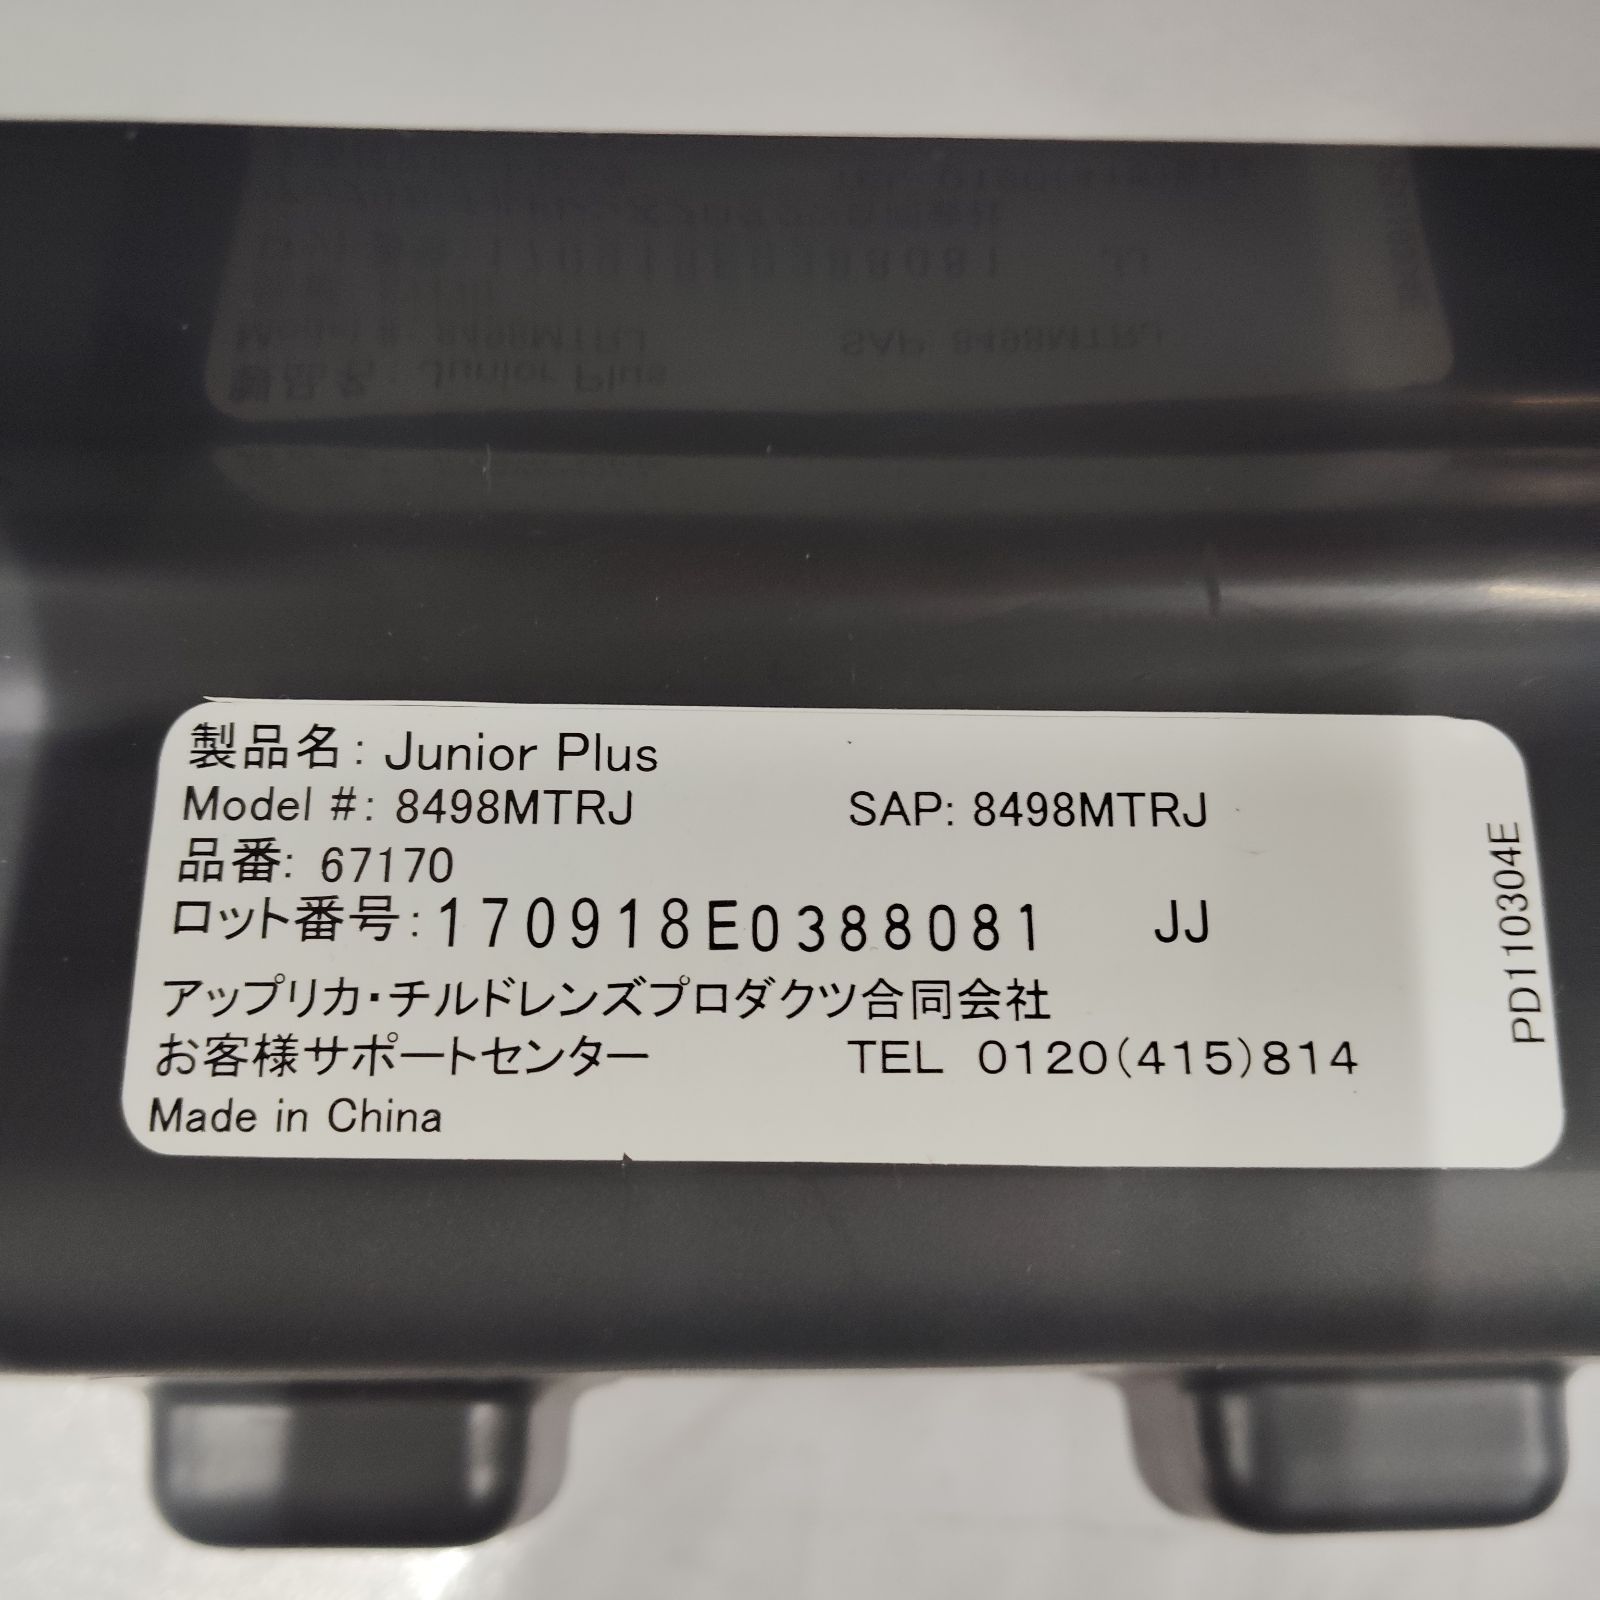 製品名: Junior Plus
Model #: 8498MTRJ SAP: 8498MTRJ
品番: 67170
ロット番号: 170918E0388081 JJ
アップリカ・チルドレンズプロダクツ合同会社
お客様サポートセンター TEL 0120(415)814
Made in China
PD110304E